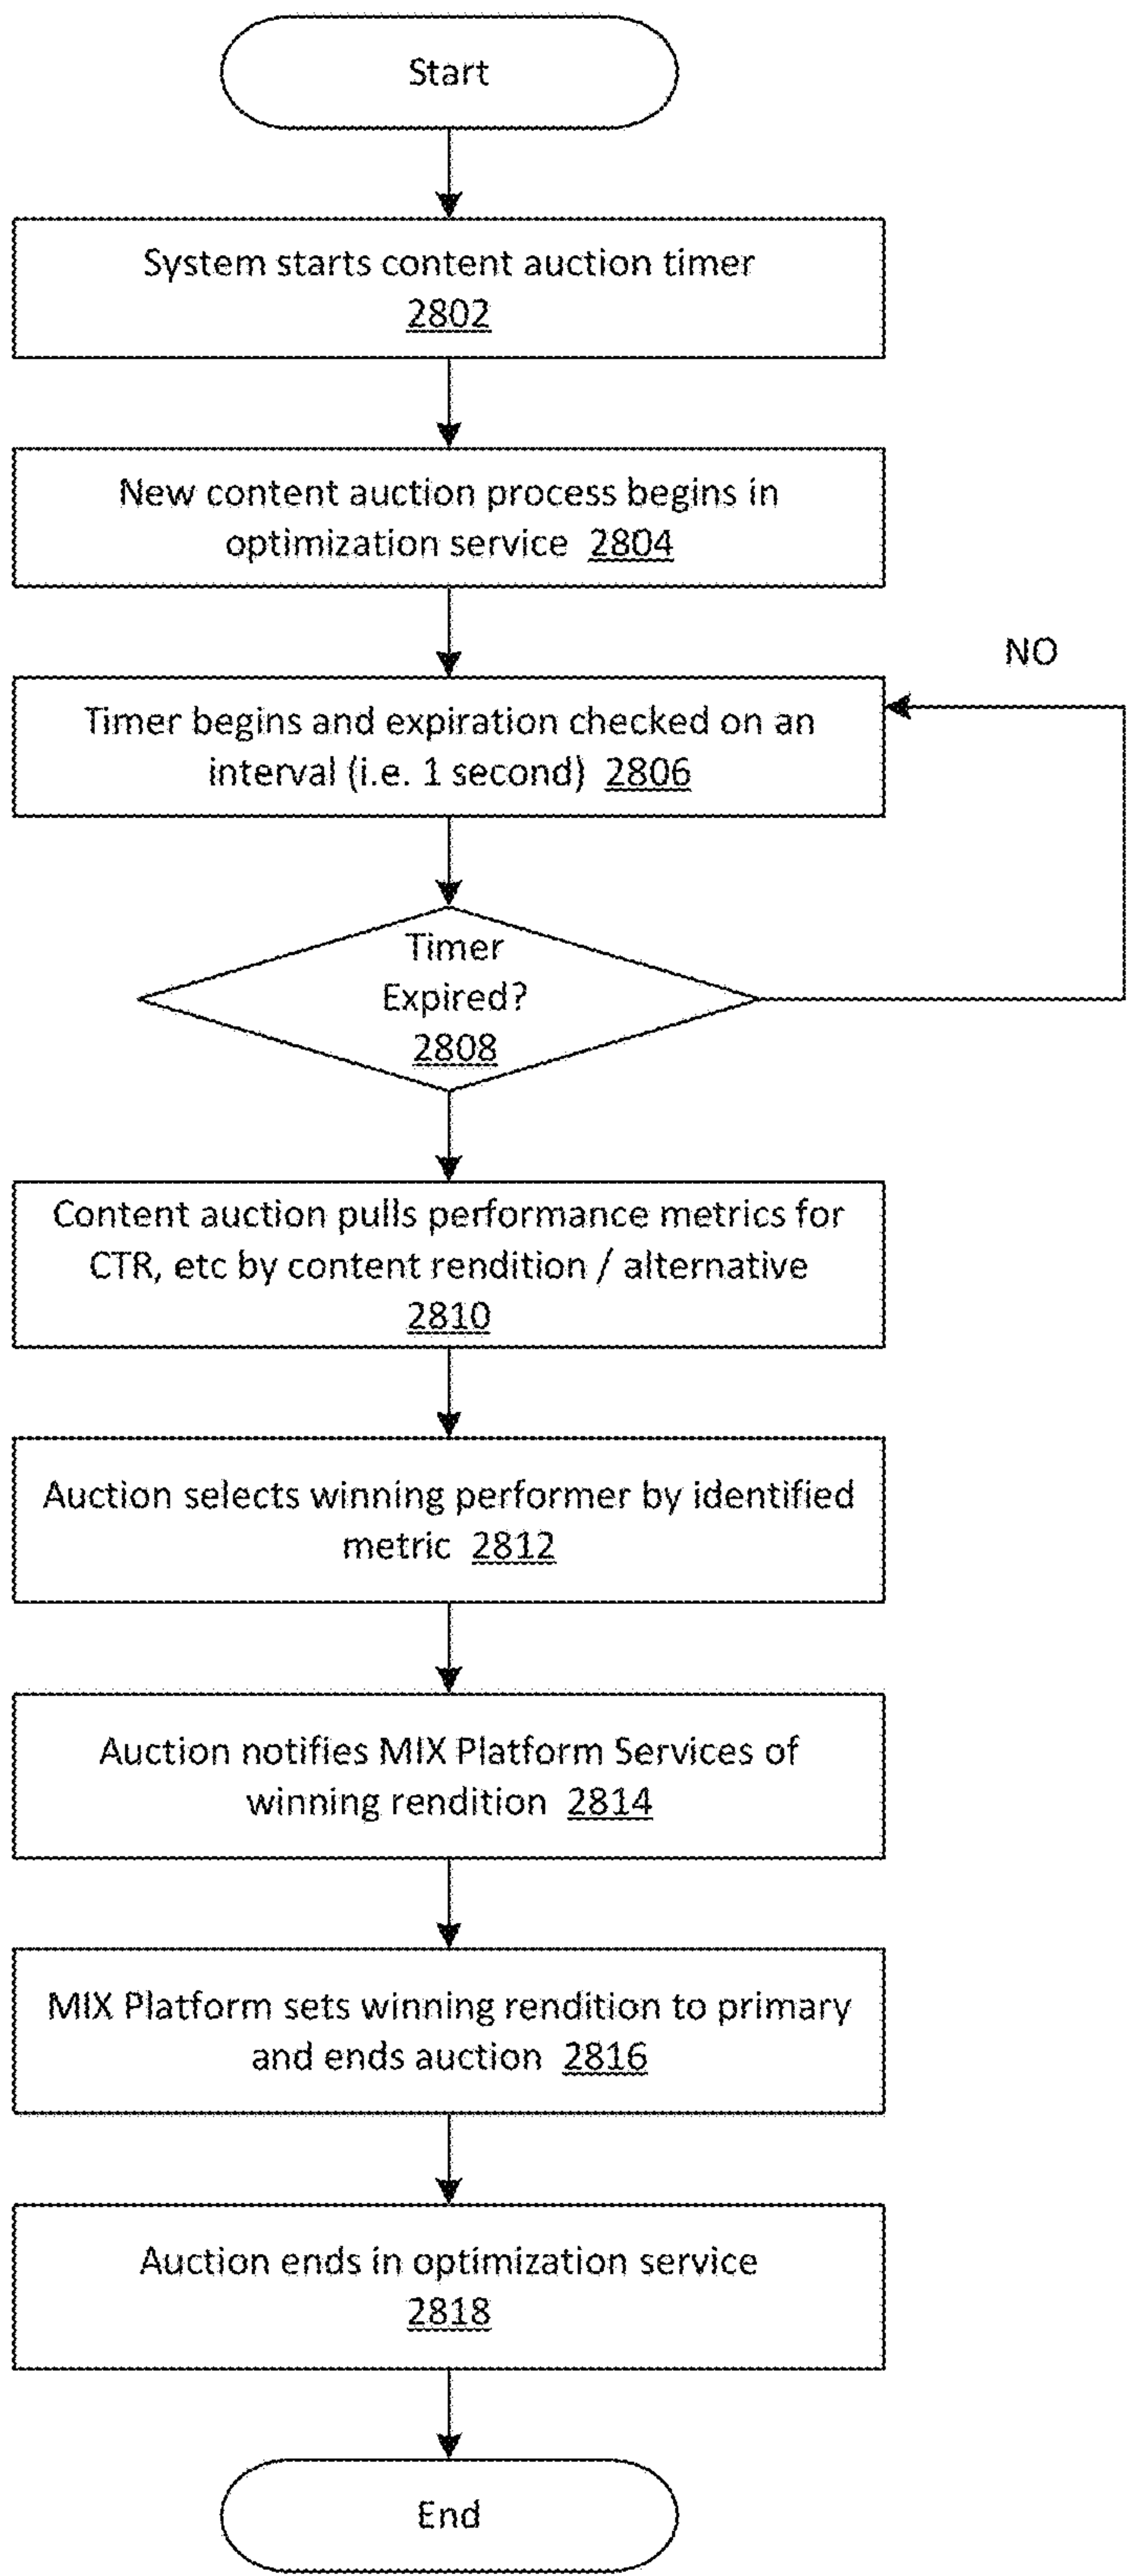 Start
System starts content auction timer
2802
New content auction process begins in
optimization service 2804
NO
Timer begins and expiration checked on an
interval (i.e. 1 second) 2806
Timer
Expired?
2808
Content auction pulls performance metrics for
CTR, etc by content rendition / alternative
2810
Auction selects winning performer by identified
metric 2812
Auction notifies MIX Platform Services of
winning rendition 2814
MIX Platform sets winning rendition to primary
and ends auction 2816
Auction ends in optimization service
2818
End